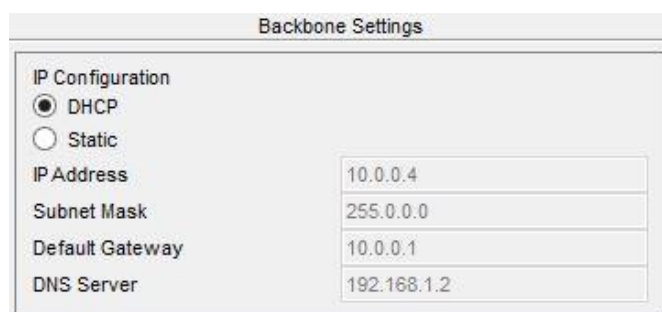 Backbone Settings
IP Configuration
DHCP
Static
IP Address 10.0.0.4
Subnet Mask 255.0.0.0
Default Gateway 10.0.0.1
DNS Server 192.168.1.2